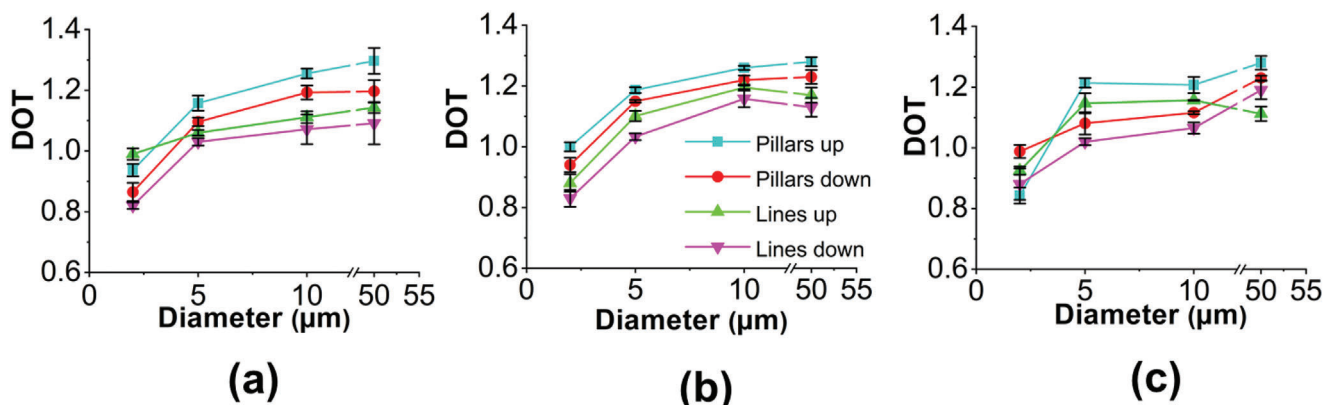 1.4
1.2
1.0
0.8
0.6
DOT
0 5 10 50 55
Diameter (μm)
(a)
1.4
1.2
1.0
0.8
0.6
DOT
Pillars up
Pillars down
Lines up
Lines down
0 5 10 50 55
Diameter (μm)
(b)
1.4
1.2
1.0
0.8
0.6
DOT
0 5 10 50 55
Diameter (μm)
(c)